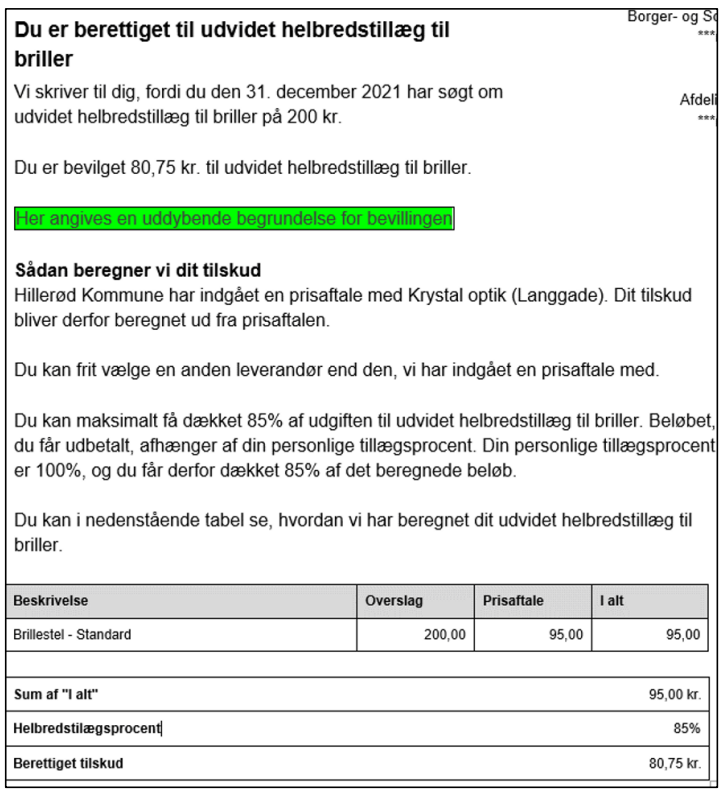 Du er berettiget til udvidet helbredstillæg til
briller
Borger- og
***
Vi skriver til dig, fordi du den 31. december 2021 har søgt om
udvidet helbredstillæg til briller på 200 kr.
Afdeli
***
Du er bevilget 80,75 kr. til udvidet helbredstillæg til briller.
Her angives en uddybende begrundelse for bevillingen
Sådan beregner vi dit tilskud
Hillerød Kommune har indgået en prisaftale med Krystal optik (Langgade). Dit tilskud
bliver derfor beregnet ud fra prisaftalen.
Du kan frit vælge en anden leverandør end den, vi har indgået en prisaftale med.
Du kan maksimalt få dækket 85% af udgiften til udvidet helbredstillæg til briller. Beløbet,
du får udbetalt, afhænger af din personlige tillægsprocent. Din personlige tillægsprocent
er 100%, og du får derfor dækket 85% af det beregnede beløb.
Du kan i nedenstående tabel se, hvordan vi har beregnet dit udvidet helbredstillæg til
briller.
Beskrivelse Overslag Prisaftale I alt
Brillestel - Standard 200,00 95,00 95,00
Sum af "I alt" 95,00 kr.
Helbredstilægsprocent 85%
Berettiget tilskud 80,75 kr.